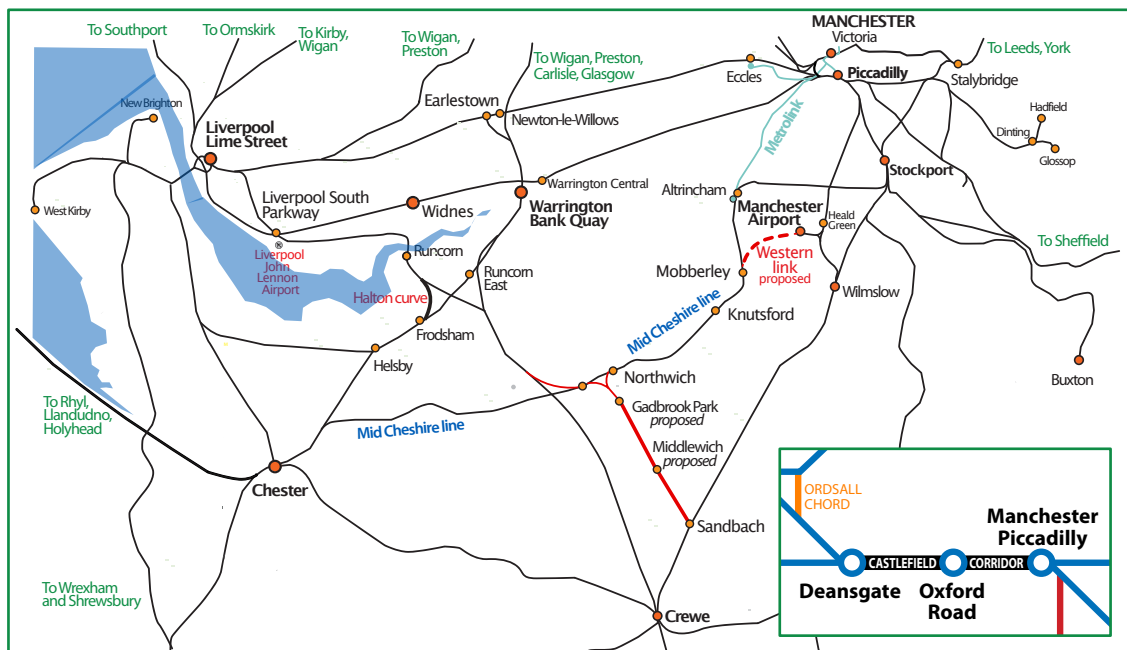 To Southport
To Ormskirk
To Kirby,
Wigan
To Wigan,
Preston
To Wigan, Preston,
Carlisle, Glasgow
MANCHESTER
Victoria
Piccadilly
To Leeds, York
Stalybridge
Eccles
Metrolink
Hadfield
Dinting
Glossop
New Brighton
Earlestown
Newton-le-Willows
Liverpool
Lime Street
Stockport
West Kirby
Liverpool South
Parkway
Widnes
Warrington Central
Warrington
Bank Quay
Altrincham
Manchester
Airport
Heald
Green
To Sheffield
Liverpool
John
Lennon
Airport
Runcorn
Runcorn
East
Halton curve
Western
link
proposed
Mobberley
Wilmslow
Knutsford
Frodsham
Helsby
Mid Cheshire line
Buxton
Northwich
Gadbrook Park
proposed
Middlewich
proposed
To Rhyl,
Llandudno,
Holyhead
Mid Cheshire line
Chester
Sandbach
To Wrexham
and Shrewsbury
Crewe
ORDSALL
CHORD
Manchester
Piccadilly
CASTLEFIELD
CORRIDOR
Deansgate
Oxford
Road